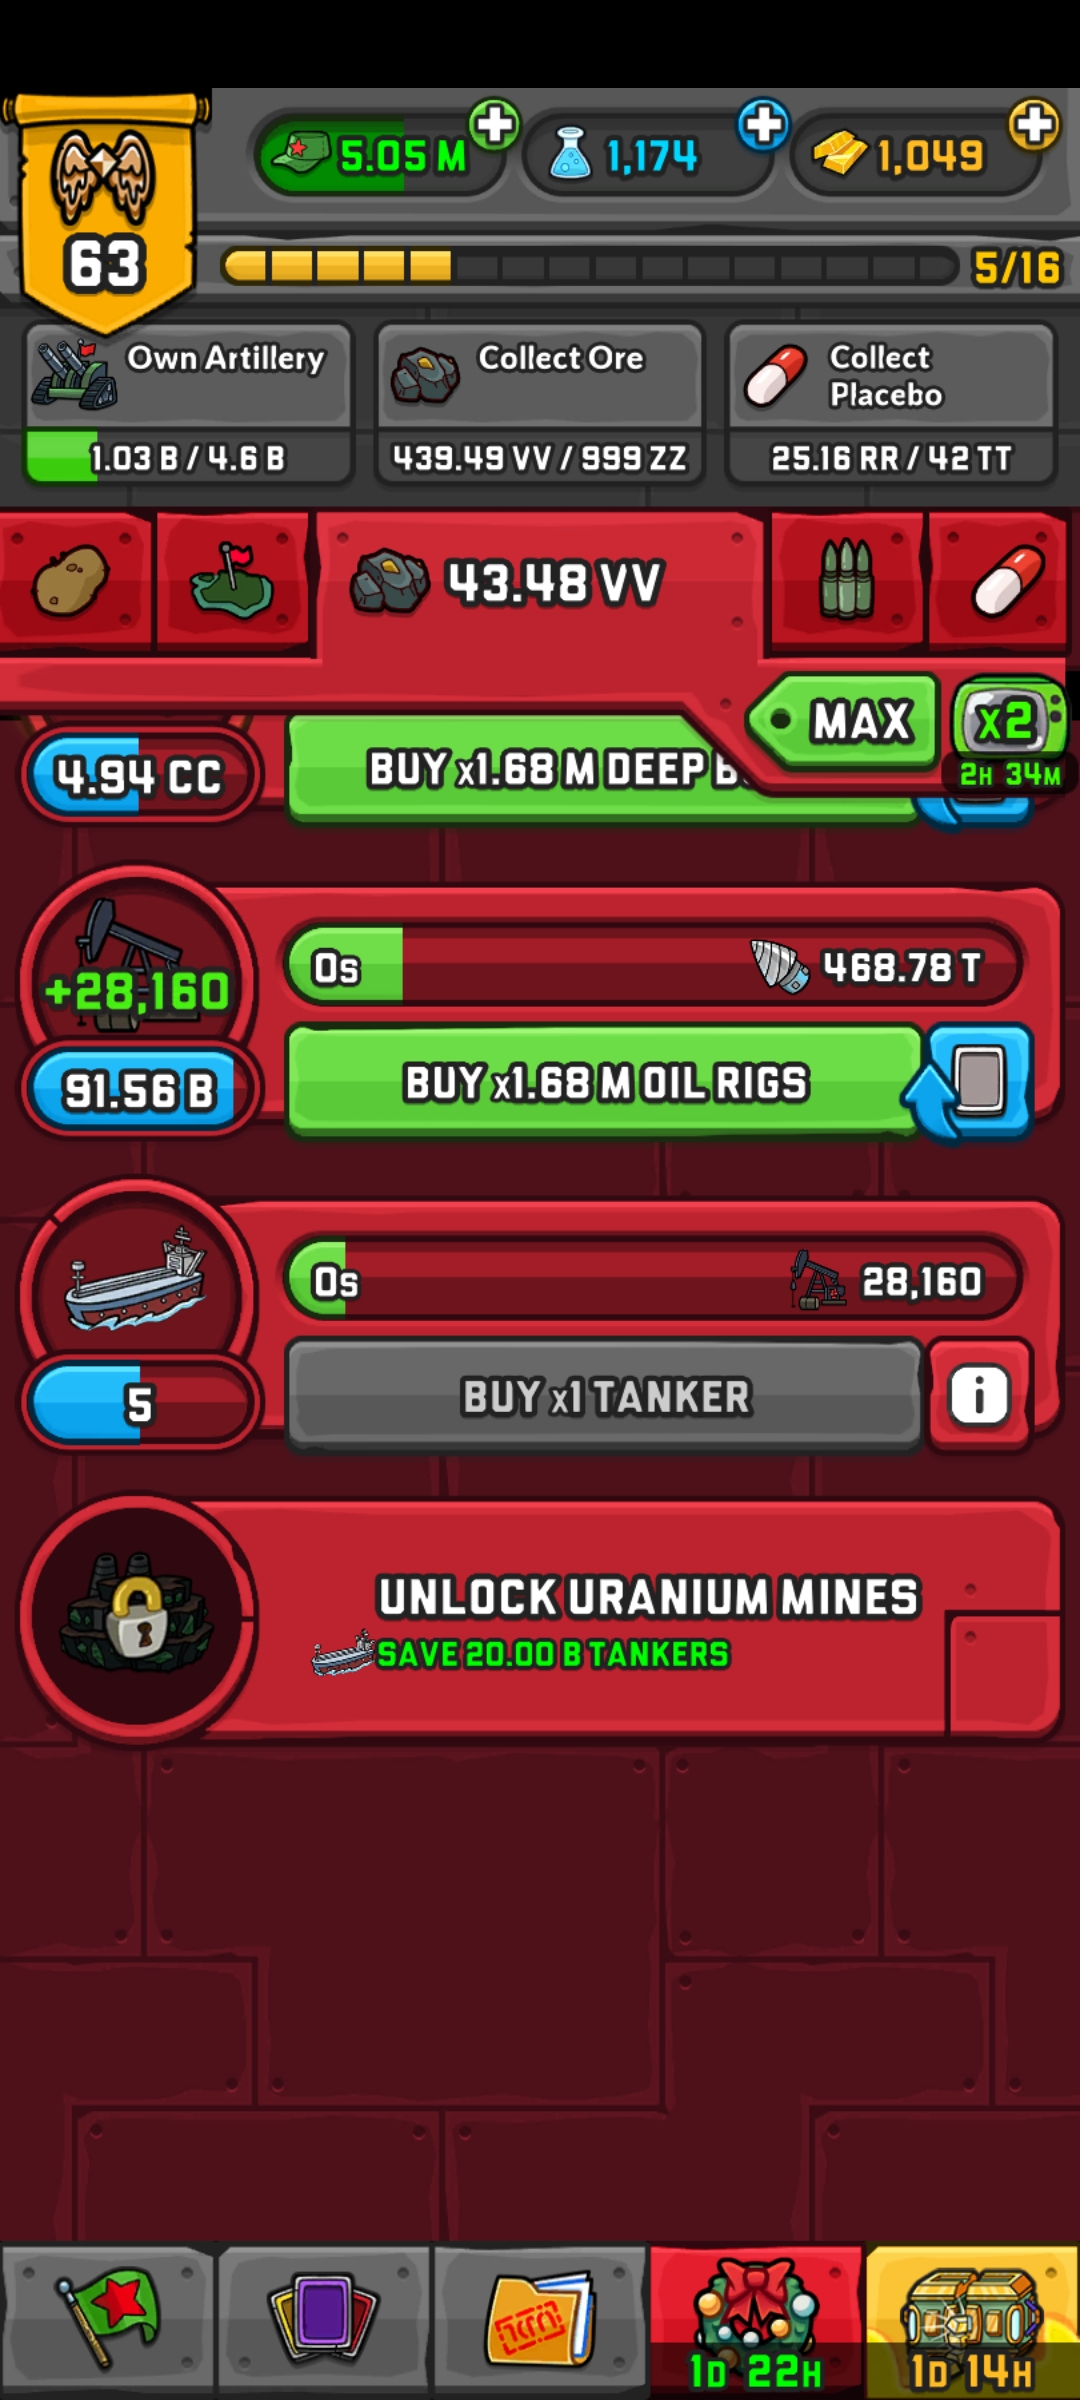 5.05 M
1,174
1,049
63
5/16
Own Artillery
1.03 B / 4.6 B
Collect Ore
439.49 VV / 999 ZZ
Collect
Placebo
25.16 RR / 42 TT
43.48 VV
MAX
x2
2H 34M
4.94 CC
BUY x1.68 M DEEP
+28,160
0s
468.78 T
91.56 B
BUY x1.68 M OIL RIGS
0s
28,160
5
BUY x1 TANKER
i
UNLOCK URANIUM MINES
SAVE 20.00 B TANKERS
1D 22H
1D 14H